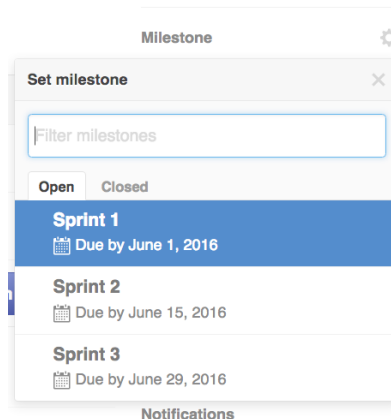 Milestone
Set milestone
Filter milestones
Open Closed
Sprint 1
Due by June 1, 2016
Sprint 2
Due by June 15, 2016
Sprint 3
Due by June 29, 2016
Notifications